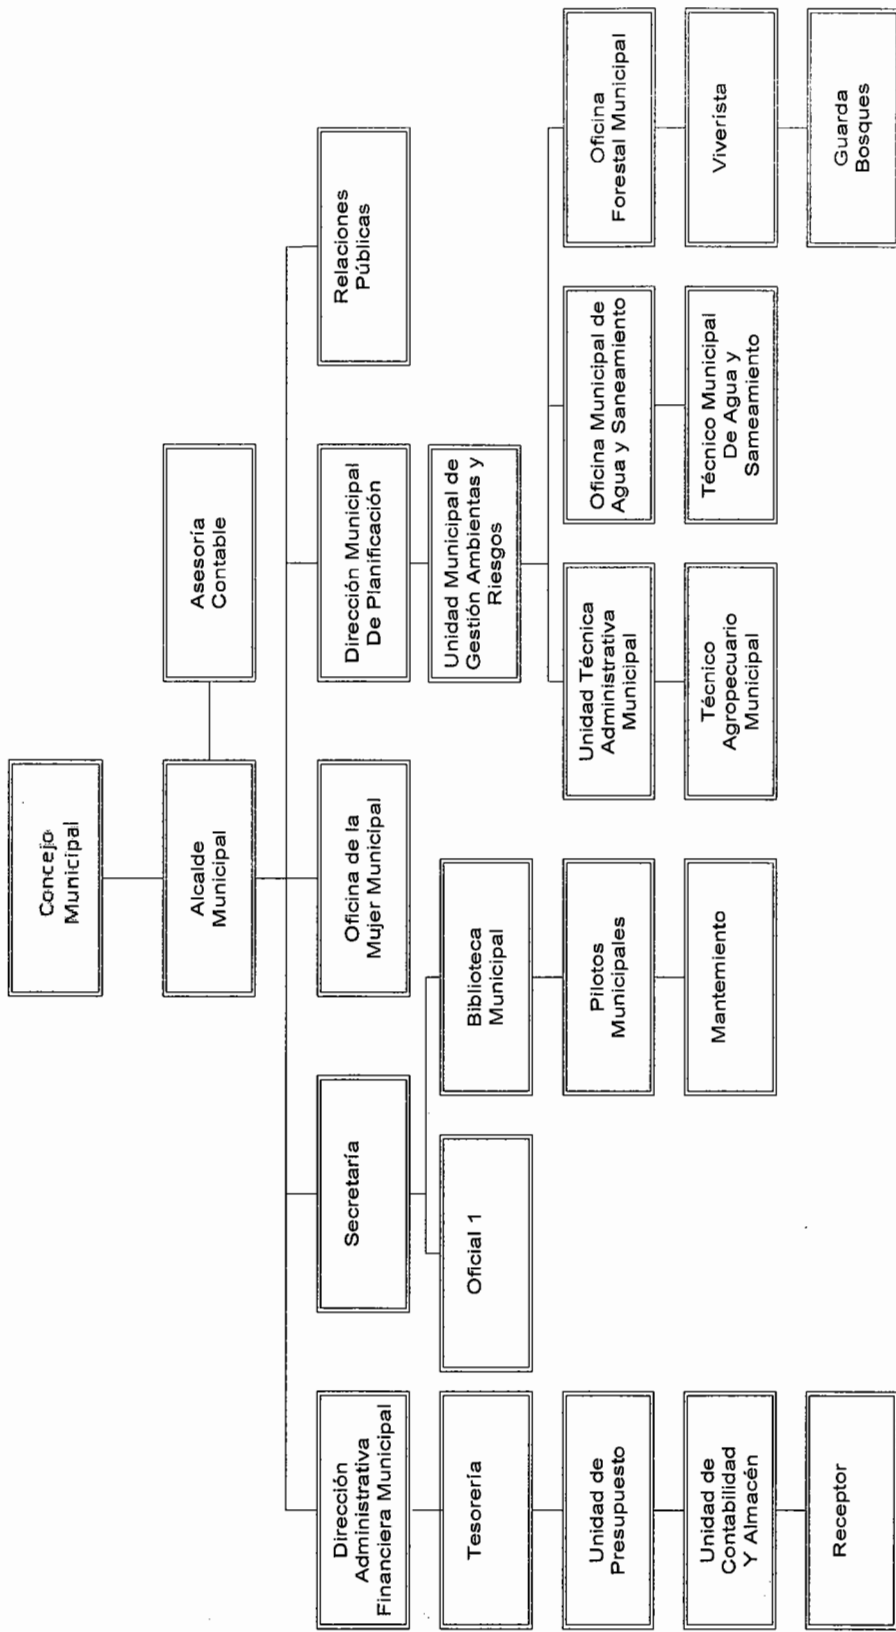 Concejo
Municipal
Alcalde
Municipal
Asesoría
Contable
Dirección
Administrativa
Financiera Municipal
Secretaría
Oficina de la
Mujer Municipal
Dirección Municipal
De Planificación
Relaciones
Públicas
Tesorería
Oficial 1
Biblioteca
Municipal
Unidad Municipal de
Gestión Ambientas y
Riesgos
Unidad de
Presupuesto
Pilotos
Municipales
Unidad Técnica
Administrativa
Municipal
Oficina Municipal de
Agua y Saneamiento
Oficina
Forestal Municipal
Unidad de
Contabilidad
Y Almacén
Mantemiento
Técnico
Agropecuario
Municipal
Técnico Municipal
De Agua y
Sameamiento
Viverista
Receptor
Guarda
Bosques